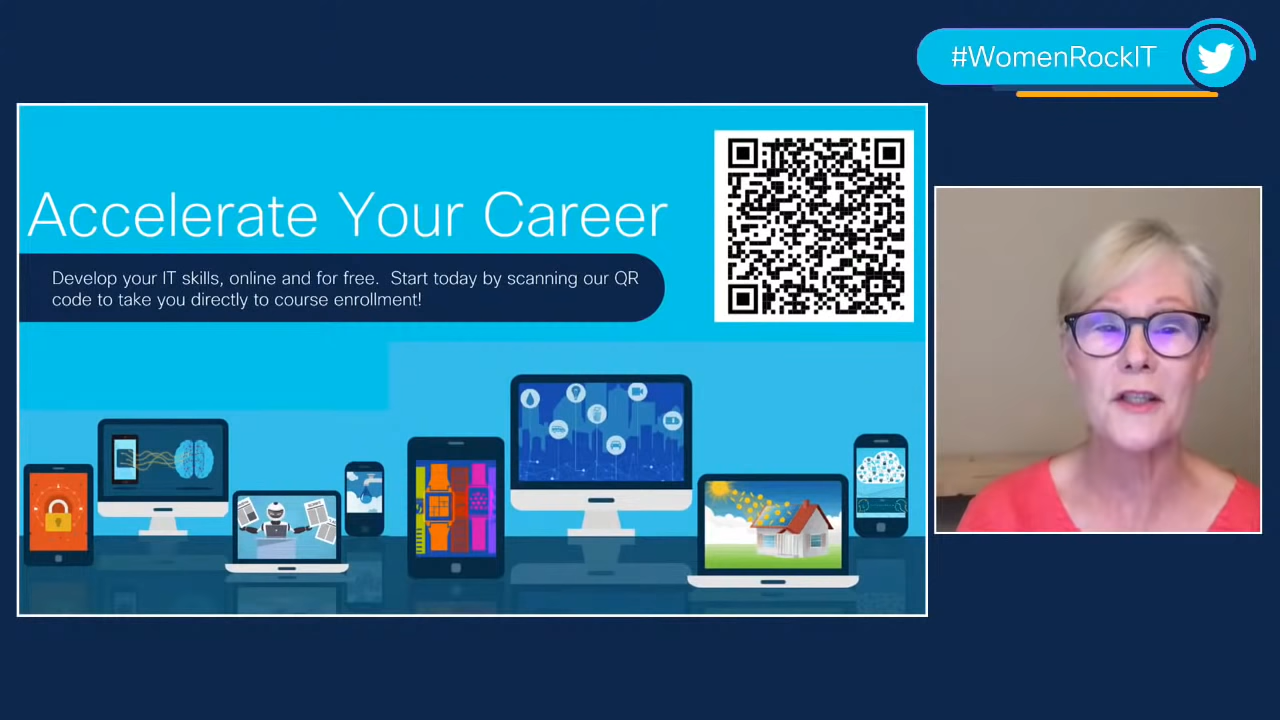 #WomenRockIT
Accelerate Your Career
Develop your IT skills, online and for free. Start today by scanning our QR
code to take you directly to course enrollment!